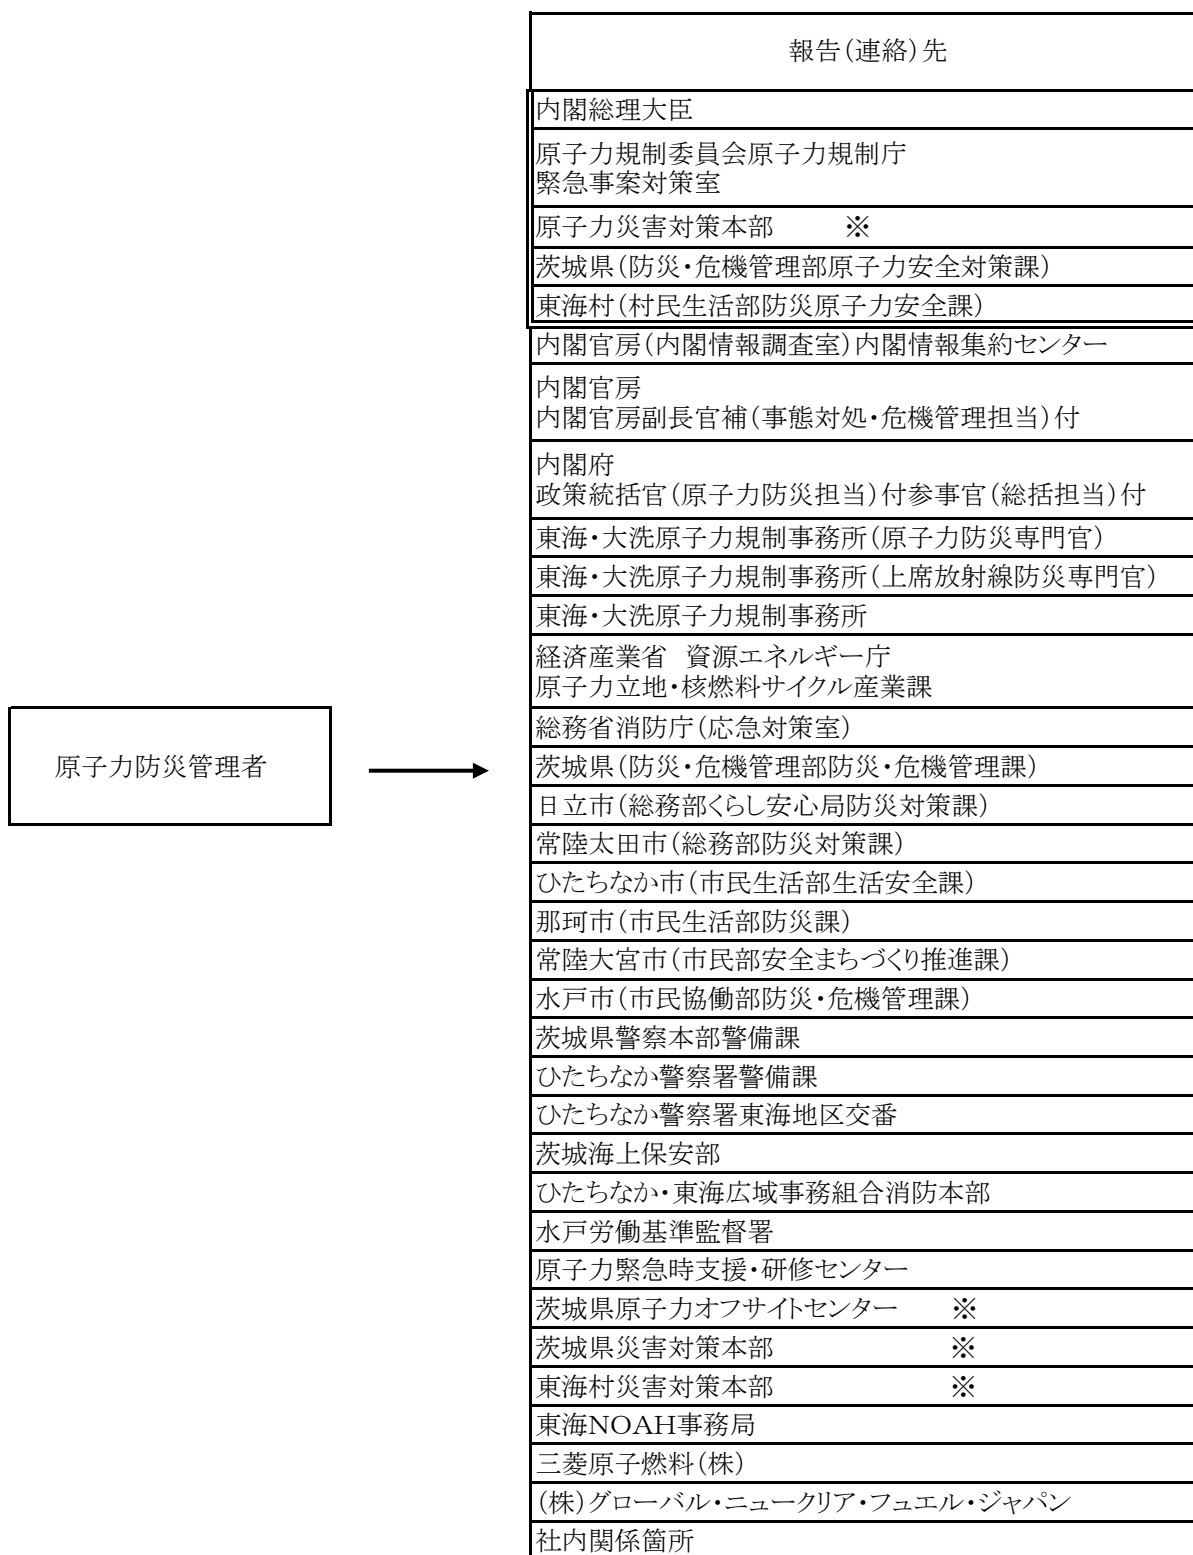 報告(連絡)先
内閣総理大臣
原子力規制委員会原子力規制庁
緊急事案対策室
原子力災害対策本部 ※
茨城県(防災・危機管理部原子力安全対策課)
東海村(村民生活部防災原子力安全課)
内閣官房(内閣情報調査室)内閣情報集約センター
内閣官房
内閣官房副長官補(事態対処・危機管理担当)付
内閣府
政策統括官(原子力防災担当)付参事官(総括担当)付
東海・大洗原子力規制事務所(原子力防災専門官)
東海・大洗原子力規制事務所(上席放射線防災専門官)
東海・大洗原子力規制事務所
経済産業省 資源エネルギー庁
原子力立地・核燃料サイクル産業課
総務省消防庁(応急対策室)
原子力防災管理者
茨城県(防災・危機管理部防災・危機管理課)
日立市(総務部くらし安心局防災対策課)
常陸太田市(総務部防災対策課)
ひたちなか市(市民生活部生活安全課)
那珂市(市民生活部防災課)
常陸大宮市(市民部安全まちづくり推進課)
水戸市(市民協働部防災・危機管理課)
茨城県警察本部警備課
ひたちなか警察署警備課
ひたちなか警察署東海地区交番
茨城海上保安部
ひたちなか・東海広域事務組合消防本部
水戸労働基準監督署
原子力緊急時支援・研修センター
茨城県原子力オフサイトセンター ※
茨城県災害対策本部 ※
東海村災害対策本部 ※
東海NOAH事務局
三菱原子燃料(株)
(株)グローバル・ニュークリア・フュエル・ジャパン
社内関係箇所